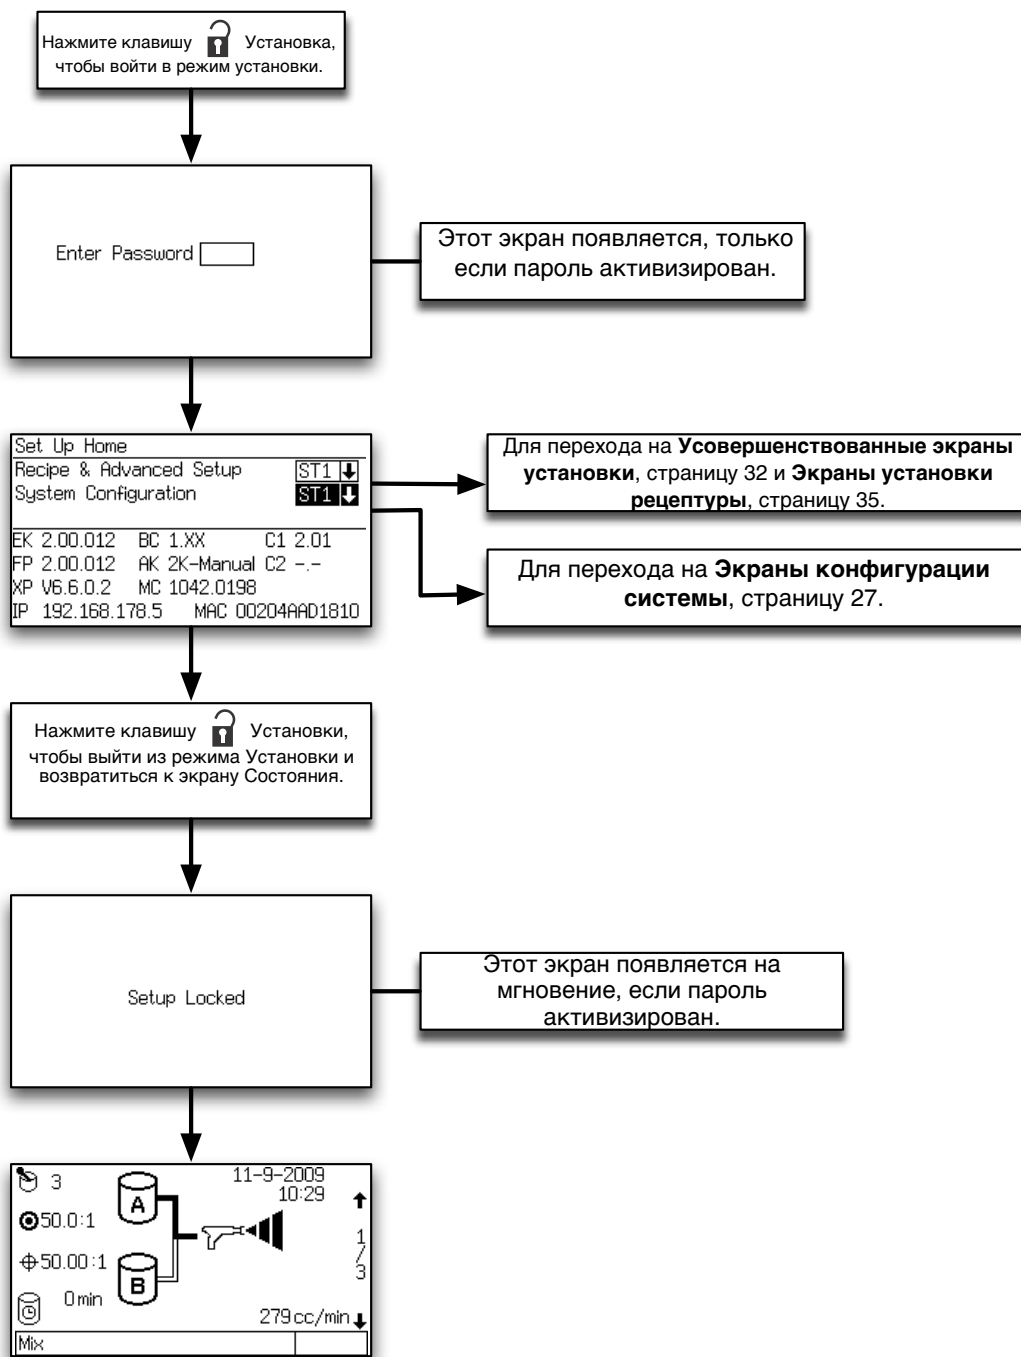 Нажмите клавишу Установка,
чтобы войти в режим установки.
Enter Password
Этот экран появляется, только
если пароль активизирован.
Set Up Home
Recipe & Advanced Setup ST1
System Configuration ST1
EK 2.00.012 BC 1.XX C1 2.01
FP 2.00.012 AK 2K-Manual C2 -.-
XP V6.6.0.2 MC 1042.0198
IP 192.168.178.5 MAC 00204AAD1810
Для перехода на Усовершенствованные экраны
установки, страницу 32 и Экраны установки
рецептуры, страницу 35.
Для перехода на Экраны конфигурации
системы, страницу 27.
Нажмите клавишу Установки,
чтобы выйти из режима Установки и
возвратиться к экрану Состояния.
Setup Locked
Этот экран появляется на
мгновение, если пароль
активизирован.
3
11-9-2009
10:29
A
50.0:1
1
/
3
50.00:1
B
0 min
279 cc/min
Mix